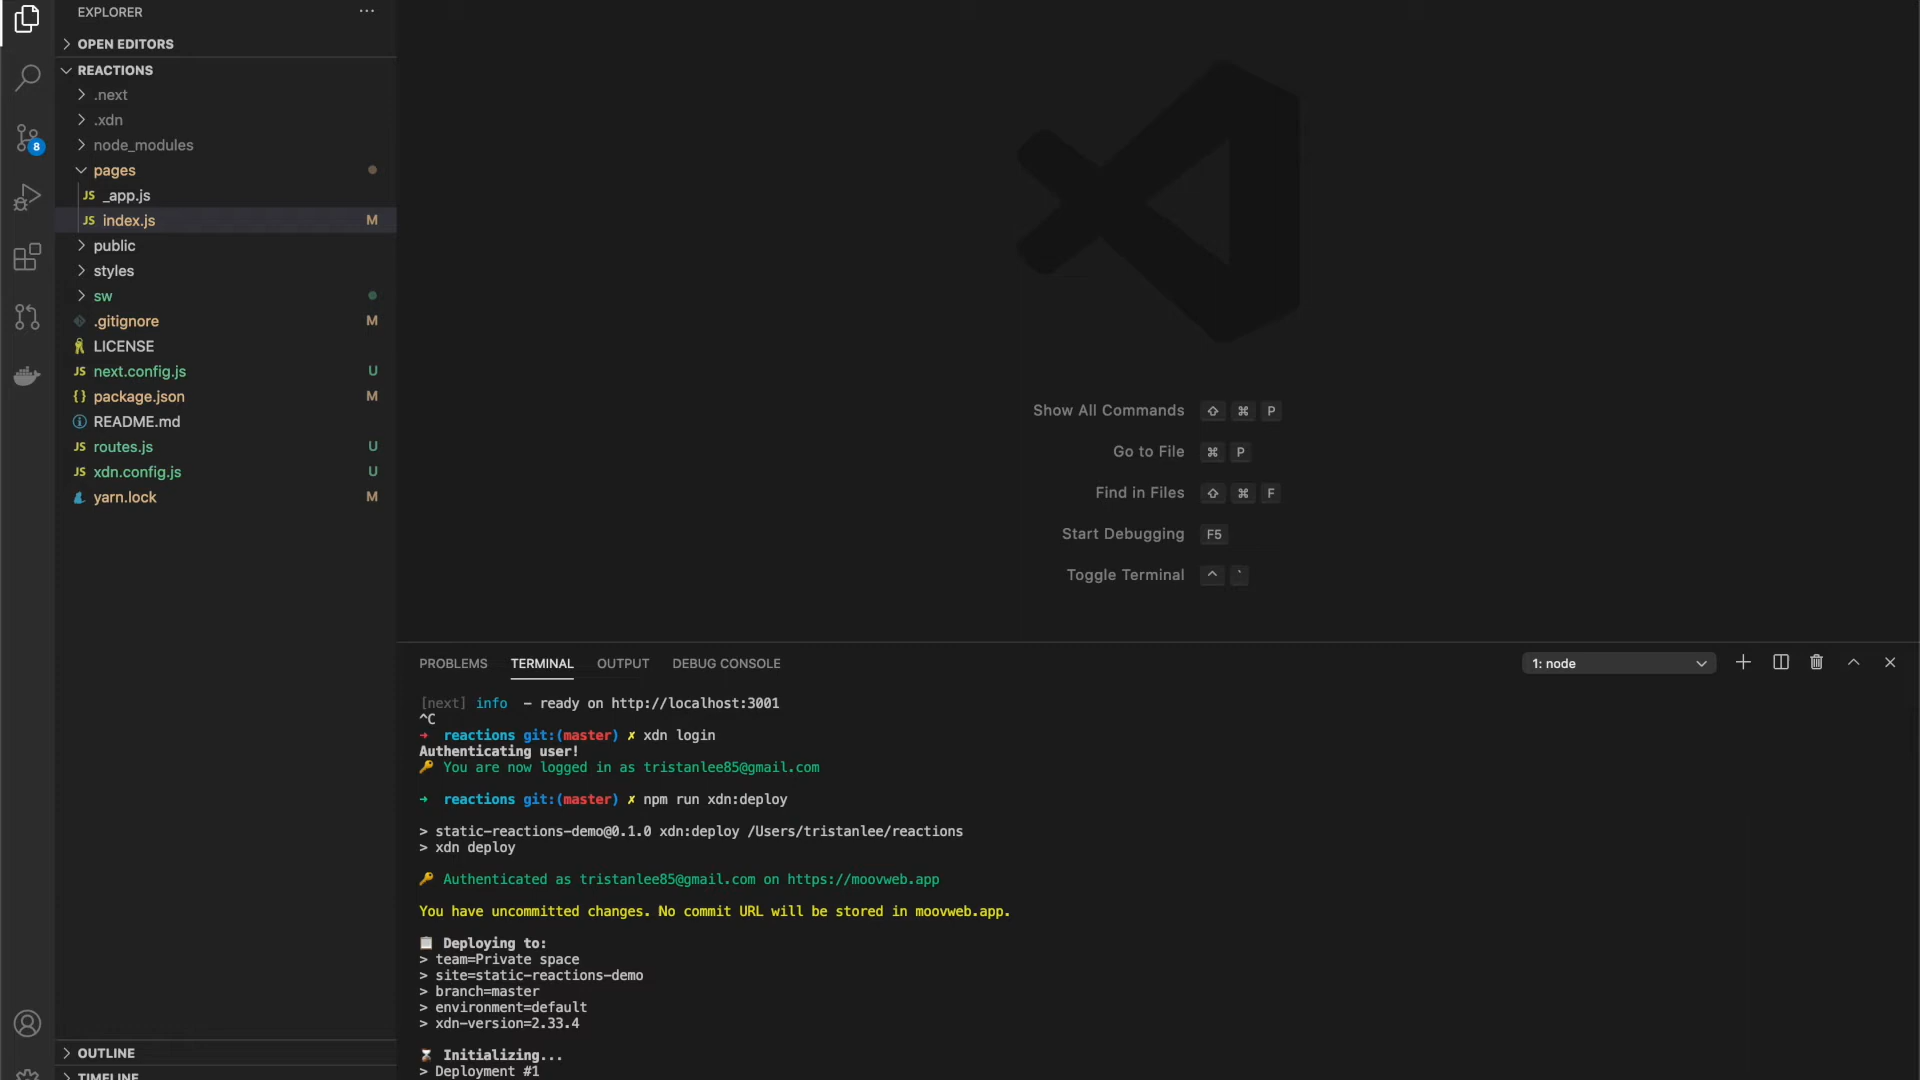 EXPLORER
OPEN EDITORS
REACTIONS
.next
.xdn
node_modules
pages
JS _app.js
JS index.js M
public
styles
sw
.gitignore M
LICENSE
JS next.config.js U
{} package.json M
README.md
JS routes.js U
JS xdn.config.js U
yarn.lock M
8
OUTLINE
TIMELINE
Show All Commands ⇧ ⌘ P
Go to File ⌘ P
Find in Files ⇧ ⌘ F
Start Debugging F5
Toggle Terminal ^ `
PROBLEMS TERMINAL OUTPUT DEBUG CONSOLE 1: node
[next] info – ready on http://localhost:3001
^C
→ reactions git:(master) ✗ xdn login
Authenticating user!
🔑 You are now logged in as tristanlee85@gmail.com
→ reactions git:(master) ✗ npm run xdn:deploy
> static-reactions-demo@0.1.0 xdn:deploy /Users/tristanlee/reactions
> xdn deploy
🔑 Authenticated as tristanlee85@gmail.com on https://moovweb.app
You have uncommitted changes. No commit URL will be stored in moovweb.app.
📋 Deploying to:
> team=Private space
> site=static-reactions-demo
> branch=master
> environment=default
> xdn-version=2.33.4
⌛ Initializing...
> Deployment #1